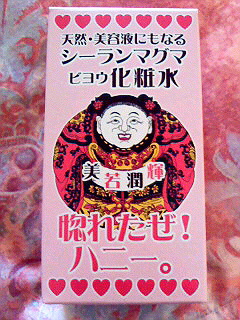 天然・美容液にもなる
シーランマグマ
ビヨウ化粧水
美若潤輝
惚れたぜ!
ハニー。